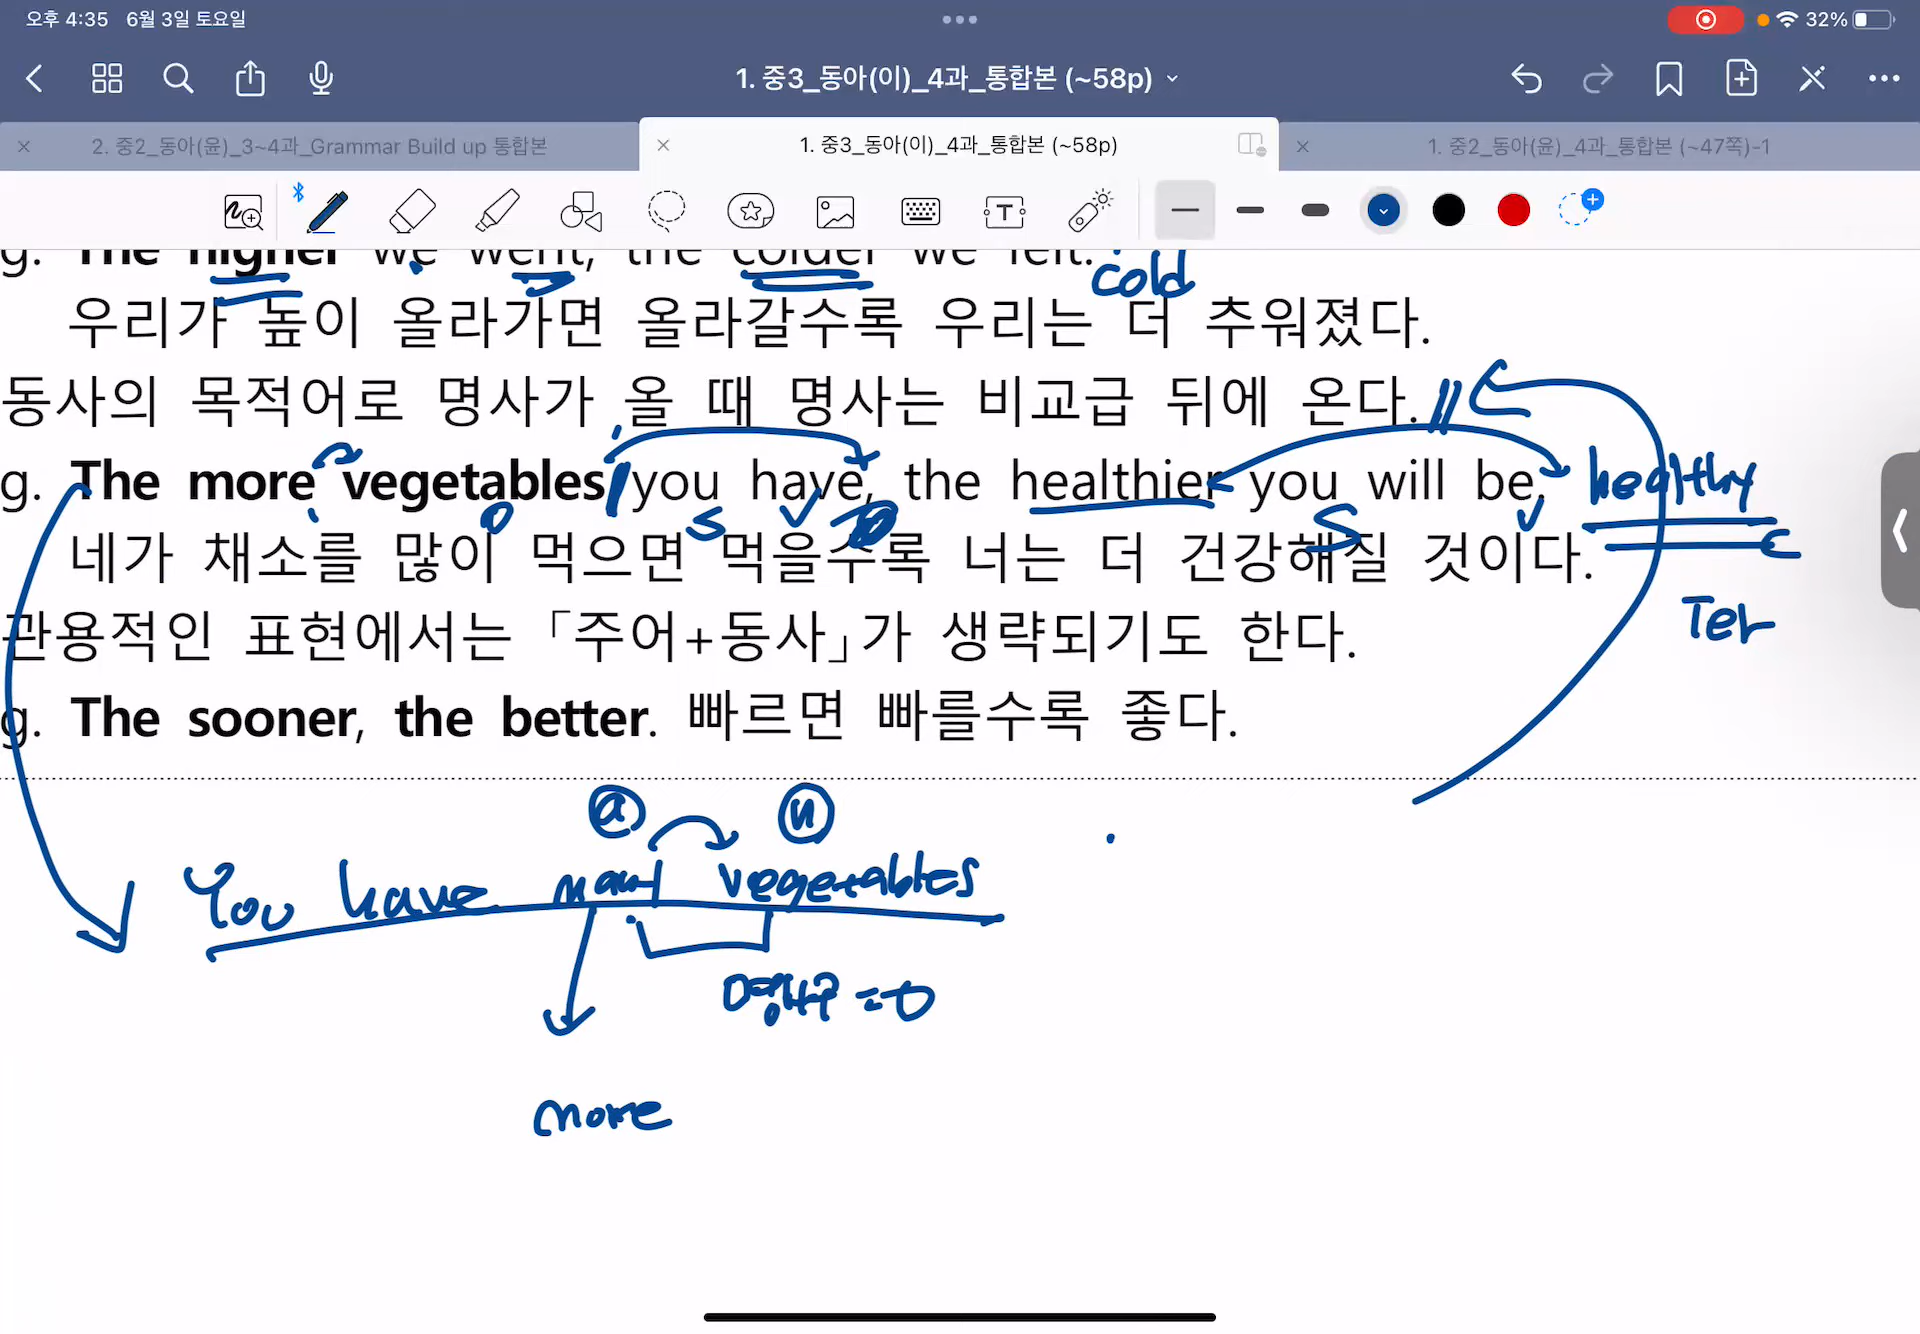 오후 4:35 6월 3일 토요일
32%
1. 중3_동아(이)_4과_통합본 (~58p)
2. 중2_동아(윤)_3~4과_Grammar Build up 통합본
1. 중3_동아(이)_4과_통합본 (~58p)
1. 중2_동아(윤)_4과_통합본 (~47쪽)-1
g. The higher we went, the colder we felt.
cold
우리가 높이 올라가면 올라갈수록 우리는 더 추워졌다.
동사의 목적어로 명사가 올 때 명사는 비교급 뒤에 온다.
g. The more vegetables you have, the healthier you will be. healthy
o s v s v
네가 채소를 많이 먹으면 먹을수록 너는 더 건강해질 것이다.
관용적인 표현에서는 「주어+동사」가 생략되기도 한다.
g. The sooner, the better. 빠르면 빠를수록 좋다.
a n
You have many vegetables
more